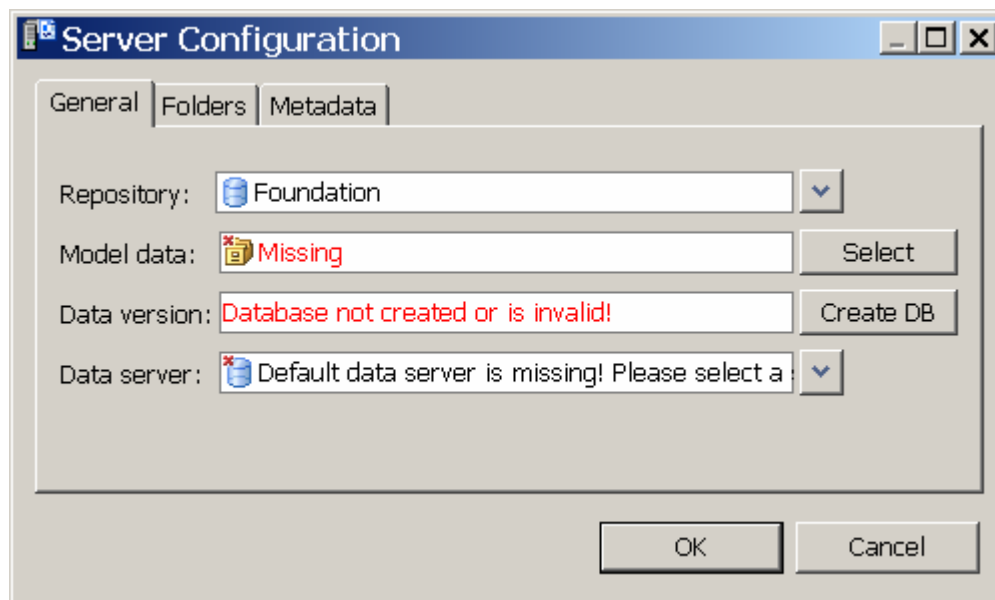 Server Configuration
General Folders Metadata
Repository: Foundation
Model data: Missing Select
Data version: Database not created or is invalid! Create DB
Data server: Default data server is missing! Please select a
OK Cancel